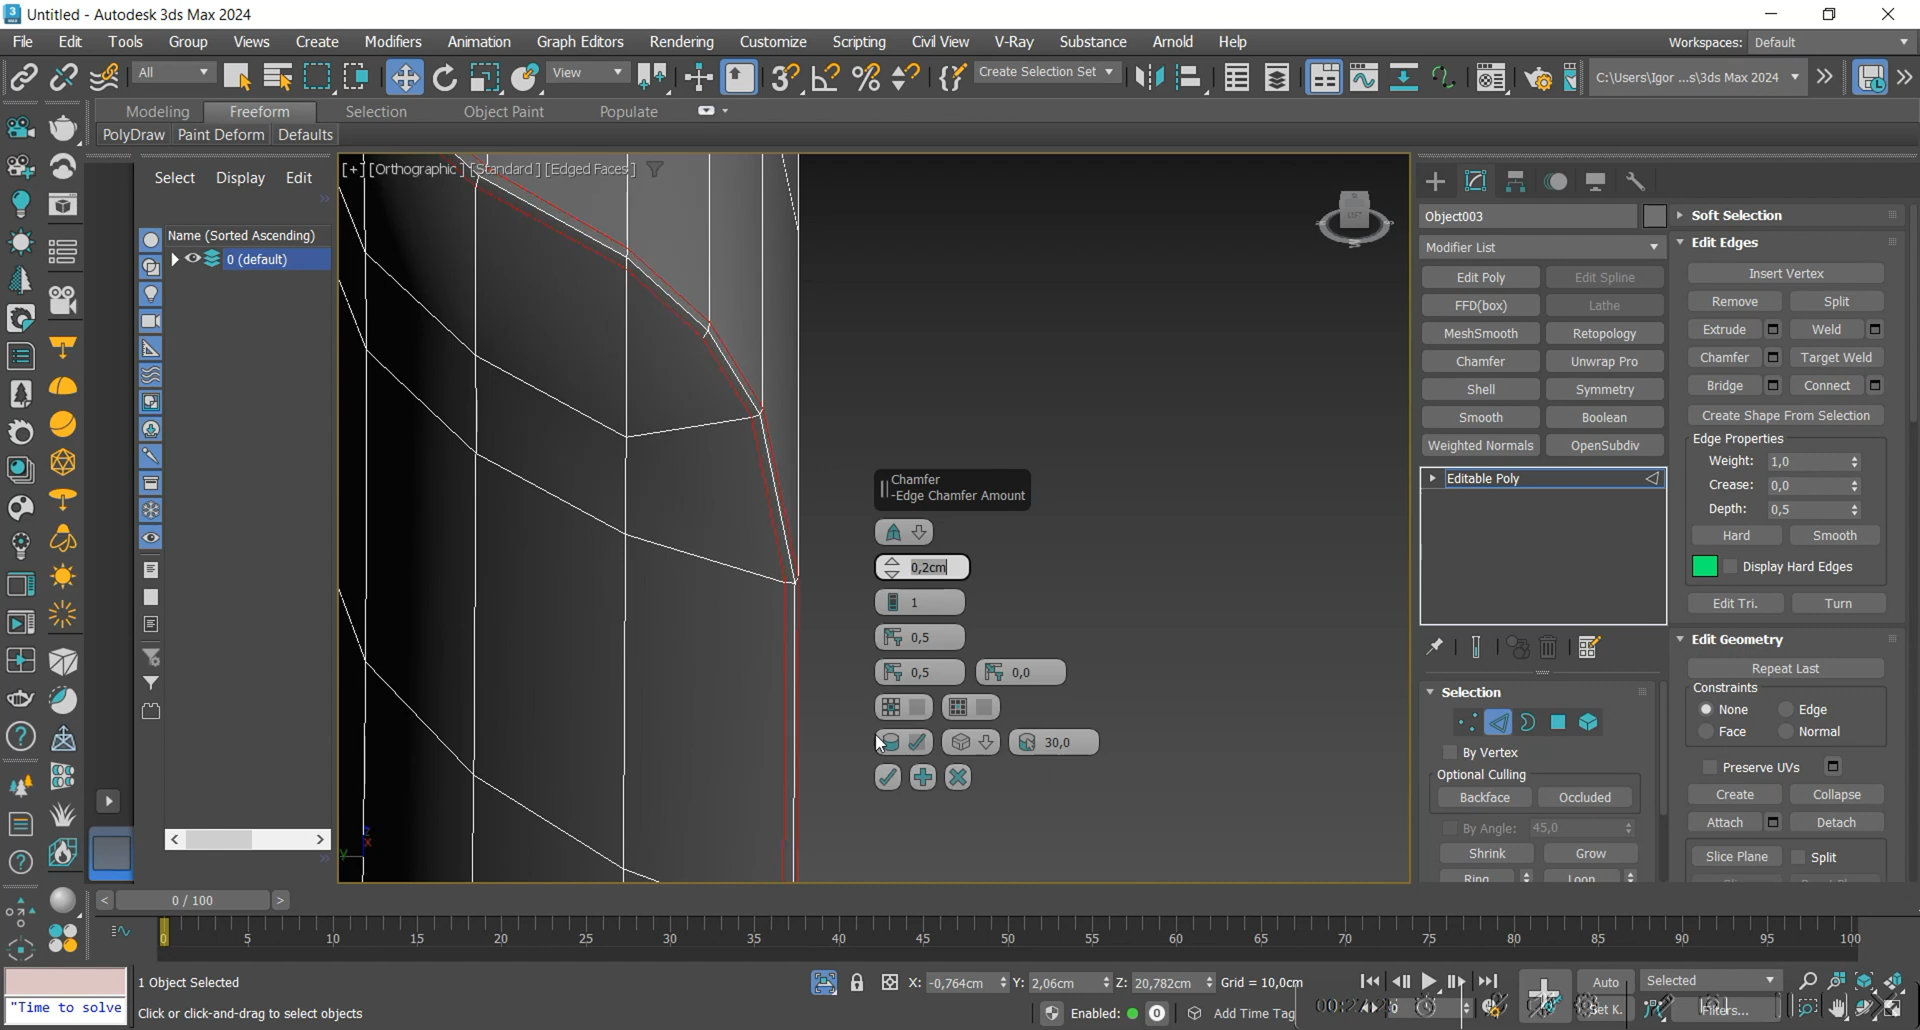 Untitled - Autodesk 3ds Max 2024
File Edit Tools Group Views Create Modifiers Animation Graph Editors Rendering Customize Scripting Civil View V-Ray Substance Arnold Help
Workspaces: Default
All
View
Create Selection Set
C:\Users\Igor ...s\3ds Max 2024
Modeling Freeform Selection Object Paint Populate
PolyDraw Paint Deform Defaults
Select Display Edit
Name (Sorted Ascending)
0 (default)
[+] [Orthographic ] [Standard ] [Edged Faces ]
LEFT
Chamfer
-Edge Chamfer Amount
0,2cm
1
0,5
0,5 0,0
30,0
Object003
Modifier List
Edit Poly Edit Spline
FFD(box) Lathe
MeshSmooth Retopology
Chamfer Unwrap Pro
Shell Symmetry
Smooth Boolean
Weighted Normals OpenSubdiv
Editable Poly
Selection
By Vertex
Optional Culling
Backface Occluded
By Angle: 45,0
Shrink Grow
Ring Loop
Soft Selection
Edit Edges
Insert Vertex
Remove Split
Extrude Weld
Chamfer Target Weld
Bridge Connect
Create Shape From Selection
Edge Properties
Weight: 1,0
Crease: 0,0
Depth: 0,5
Hard Smooth
Display Hard Edges
Edit Tri. Turn
Edit Geometry
Repeat Last
Constraints
None Edge
Face Normal
Preserve UVs
Create Collapse
Attach Detach
Slice Plane Split
0 / 100
0 5 10 15 20 25 30 35 40 45 50 55 60 65 70 75 80 85 90 95 100
"Time to solve
1 Object Selected
Click or click-and-drag to select objects
X: -0,764cm Y: 2,06cm Z: 20,782cm Grid = 10,0cm
Enabled: 0 Add Time Tag
0
Auto Selected
Set K. Filters...